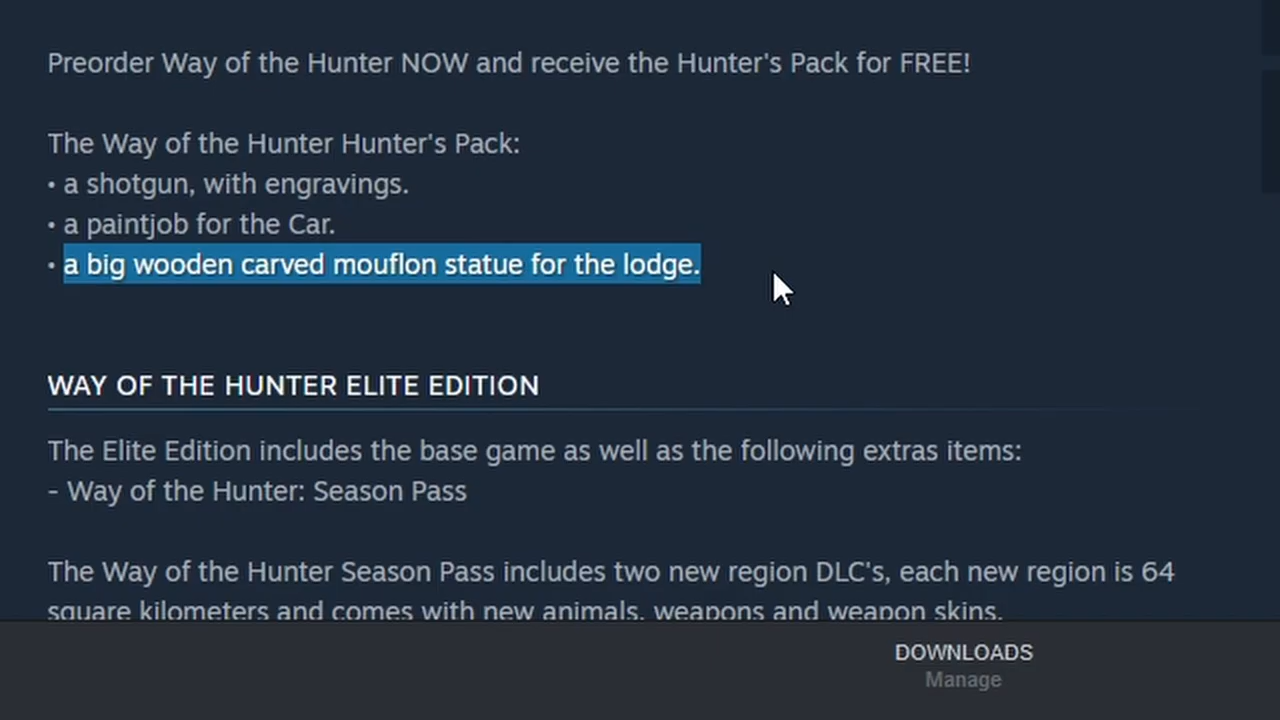 Preorder Way of the Hunter NOW and receive the Hunter's Pack for FREE!
The Way of the Hunter Hunter's Pack:
• a shotgun, with engravings.
• a paintjob for the Car.
• a big wooden carved mouflon statue for the lodge.
WAY OF THE HUNTER ELITE EDITION
The Elite Edition includes the base game as well as the following extras items:
- Way of the Hunter: Season Pass
The Way of the Hunter Season Pass includes two new region DLC's, each new region is 64
square kilometers and comes with new animals, weapons and weapon skins.
DOWNLOADS
Manage